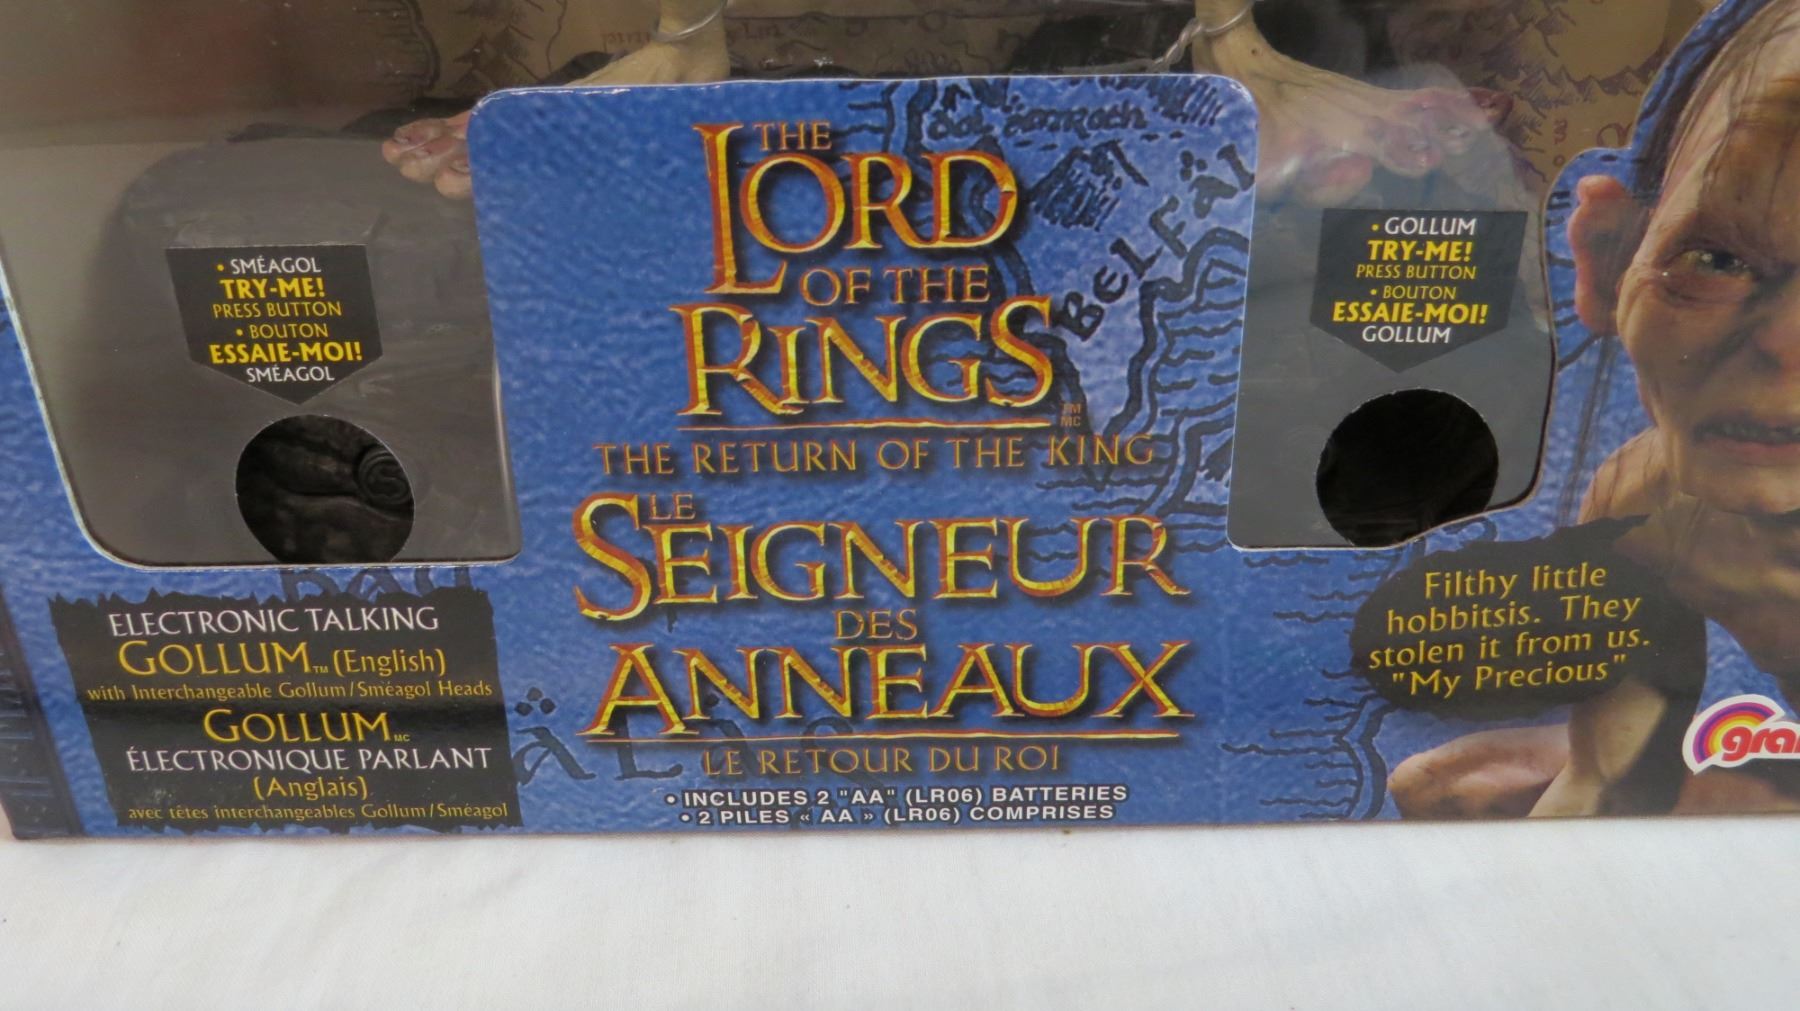 THE
LORD
OF THE
RINGS
TM
MC
THE RETURN OF THE KING
LE
SEIGNEUR
DES
ANNEAUX
LE RETOUR DU ROI
• INCLUDES 2 "AA" (LR06) BATTERIES
• 2 PILES « AA » (LR06) COMPRISES
• SMÉAGOL
TRY-ME!
PRESS BUTTON
• BOUTON
ESSAIE-MOI!
SMÉAGOL
• GOLLUM
TRY-ME!
PRESS BUTTON
• BOUTON
ESSAIE-MOI!
GOLLUM
ELECTRONIC TALKING
GOLLUM™ (English)
with Interchangeable Gollum/Sméagol Heads
GOLLUM MC
ÉLECTRONIQUE PARLANT
(Anglais)
avec têtes interchangeables Gollum/Sméagol
Filthy little
hobbitsis. They
stolen it from us.
"My Precious"
BELFÄL